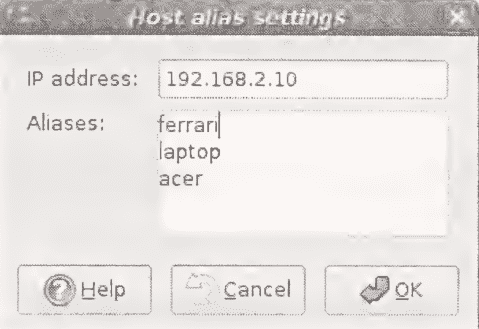 Host alias settings
IP address: 192.168.2.10
Aliases: ferrari
laptop
acer
Help Cancel OK